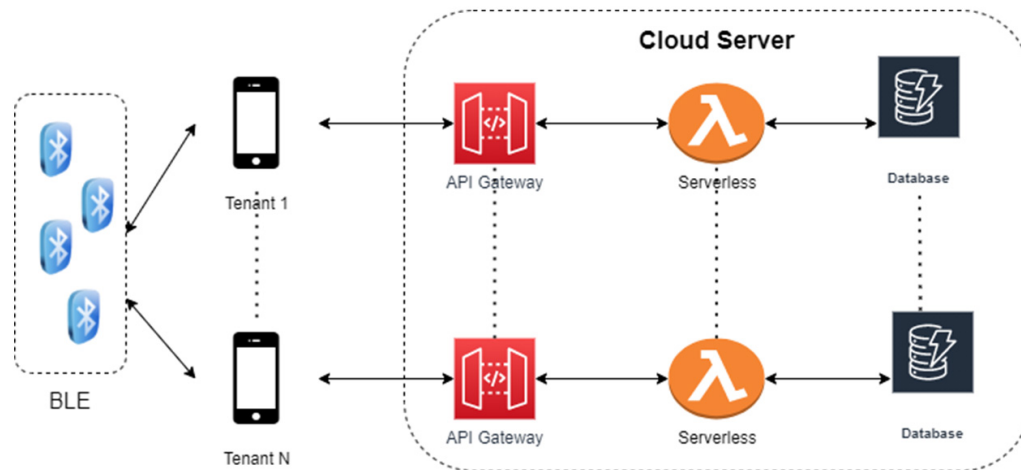 Cloud Server
API Gateway
Serverless
Database
Tenant 1
BLE
Tenant N
API Gateway
Serverless
Database